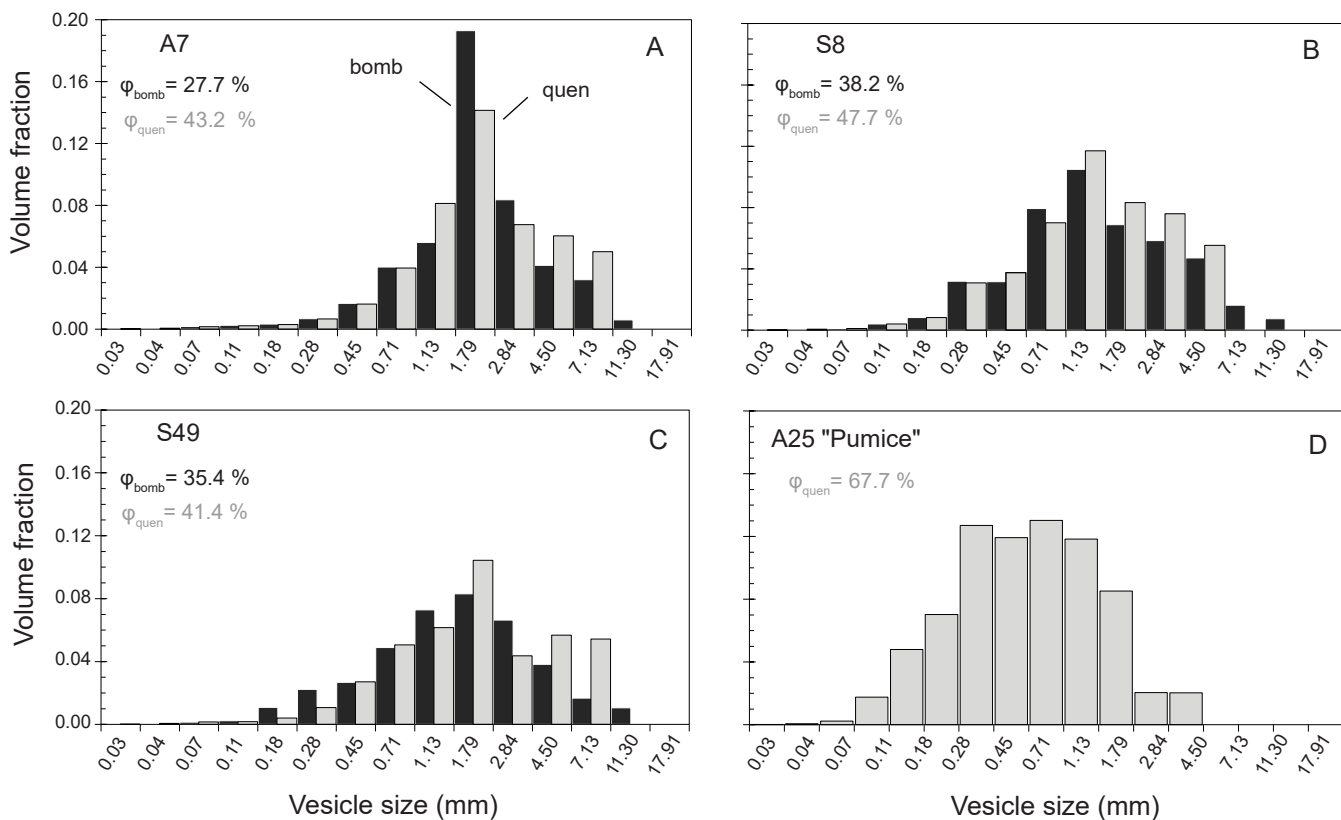 A7
A
φbomb= 27.7 %
φquen= 43.2 %
bomb
quen
Volume fraction
0.20
0.16
0.12
0.08
0.04
0.00
0.03 0.04 0.07 0.11 0.18 0.28 0.45 0.71 1.13 1.79 2.84 4.50 7.13 11.30 17.91
S8
B
φbomb= 38.2 %
φquen= 47.7 %
0.03 0.04 0.07 0.11 0.18 0.28 0.45 0.71 1.13 1.79 2.84 4.50 7.13 11.30 17.91
S49
C
φbomb= 35.4 %
φquen= 41.4 %
Volume fraction
0.20
0.16
0.12
0.08
0.04
0.00
0.03 0.04 0.07 0.11 0.18 0.28 0.45 0.71 1.13 1.79 2.84 4.50 7.13 11.30 17.91
Vesicle size (mm)
A25 "Pumice"
D
φquen= 67.7 %
0.03 0.04 0.07 0.11 0.18 0.28 0.45 0.71 1.13 1.79 2.84 4.50 7.13 11.30 17.91
Vesicle size (mm)